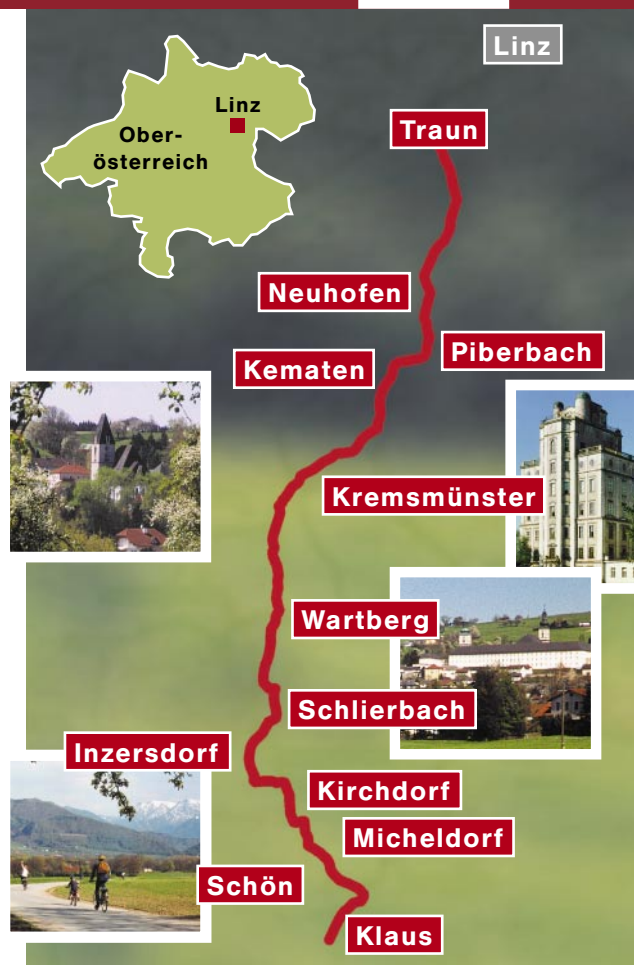 Linz
Linz
Ober-
österreich
Traun
Neuhofen
Piberbach
Kematen
Kremsmünster
Wartberg
Schlierbach
Inzersdorf
Kirchdorf
Micheldorf
Schön
Klaus